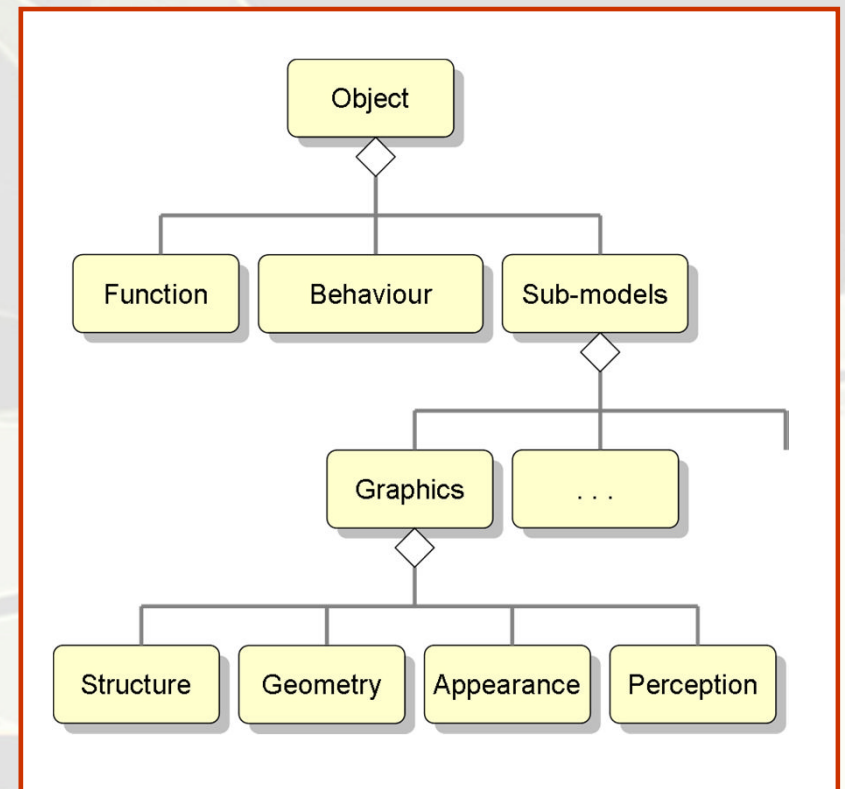 Object
Function Behaviour Sub-models
Graphics . . .
Structure Geometry Appearance Perception